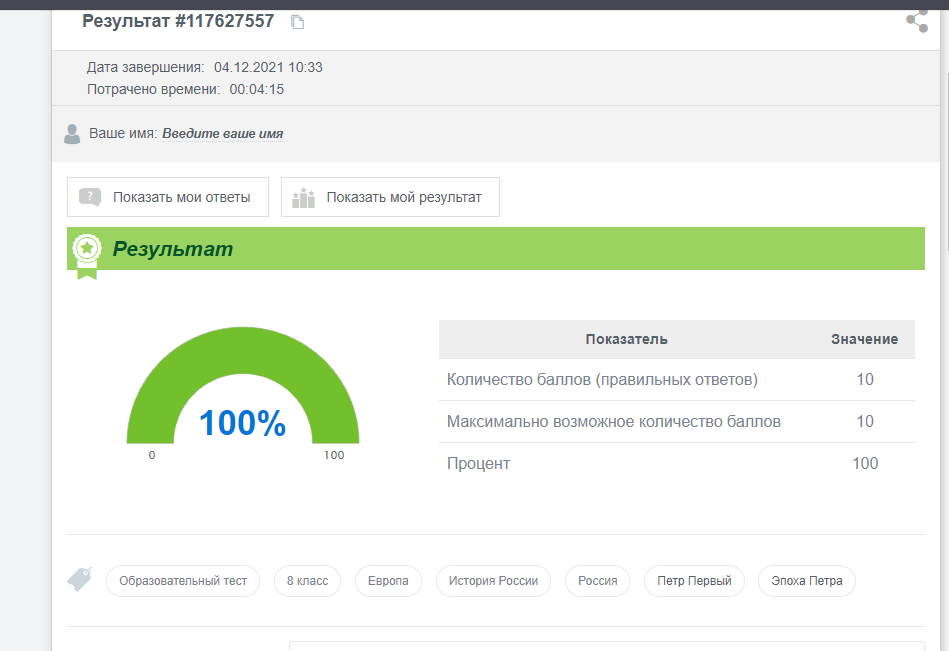 Результат #117627557
Дата завершения: 04.12.2021 10:33
Потрачено времени: 00:04:15
Ваше имя: Введите ваше имя
Показать мои ответы
Показать мой результат
Результат
100%
0
100
Показатель Значение
Количество баллов (правильных ответов) 10
Максимально возможное количество баллов 10
Процент 100
Образовательный тест
8 класс
Европа
История России
Россия
Петр Первый
Эпоха Петра